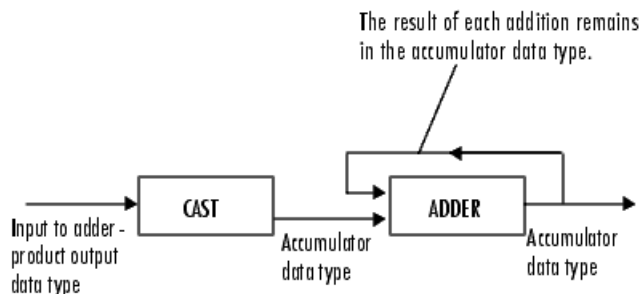 The result of each addition remains
in the accumulator data type.
CAST
ADDER
Input to adder -
product output
data type
Accumulator
data type
Accumulator
data type